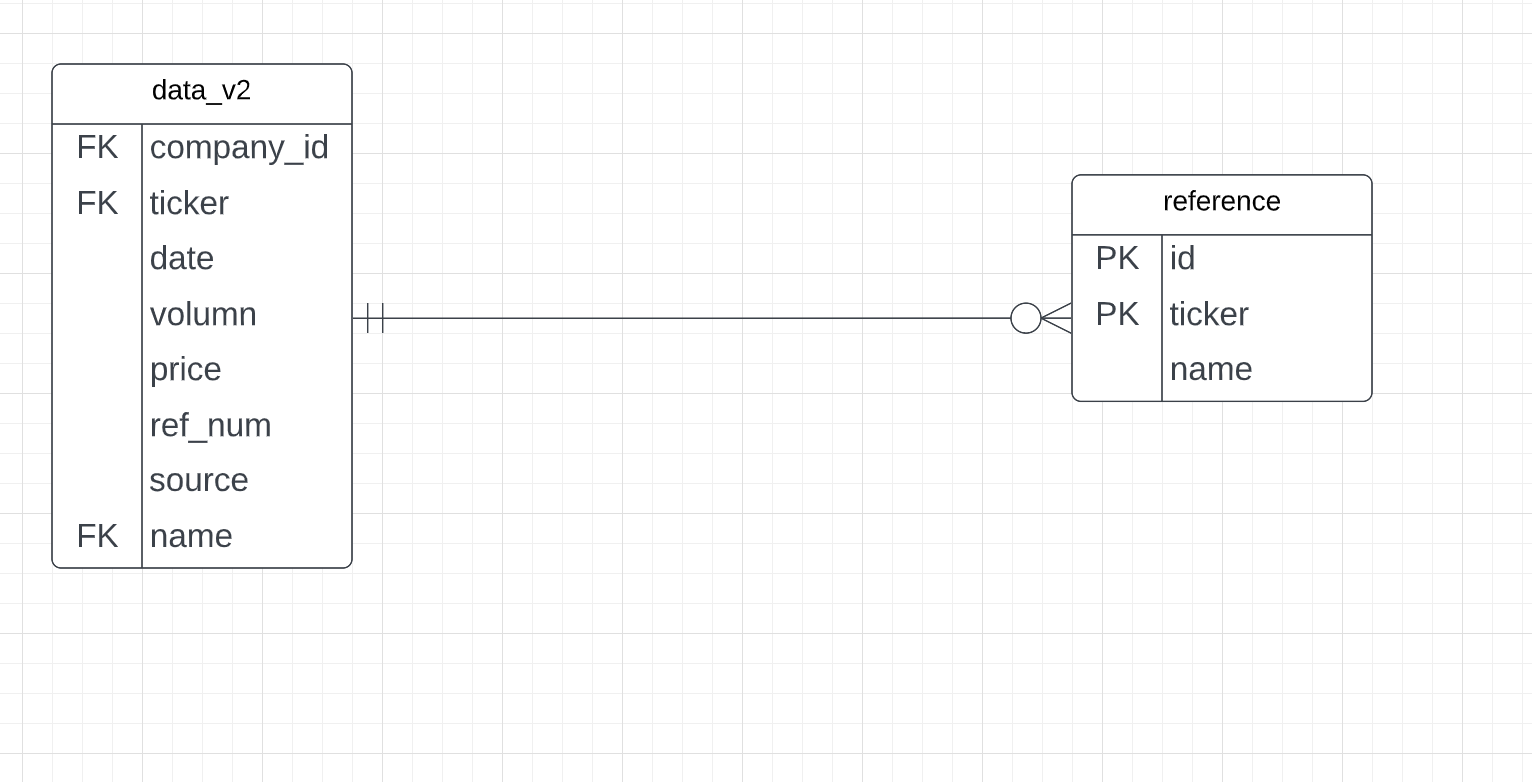 data_v2
FK company_id
FK ticker
date
volumn
price
ref_num
source
FK name
reference
PK id
PK ticker
name